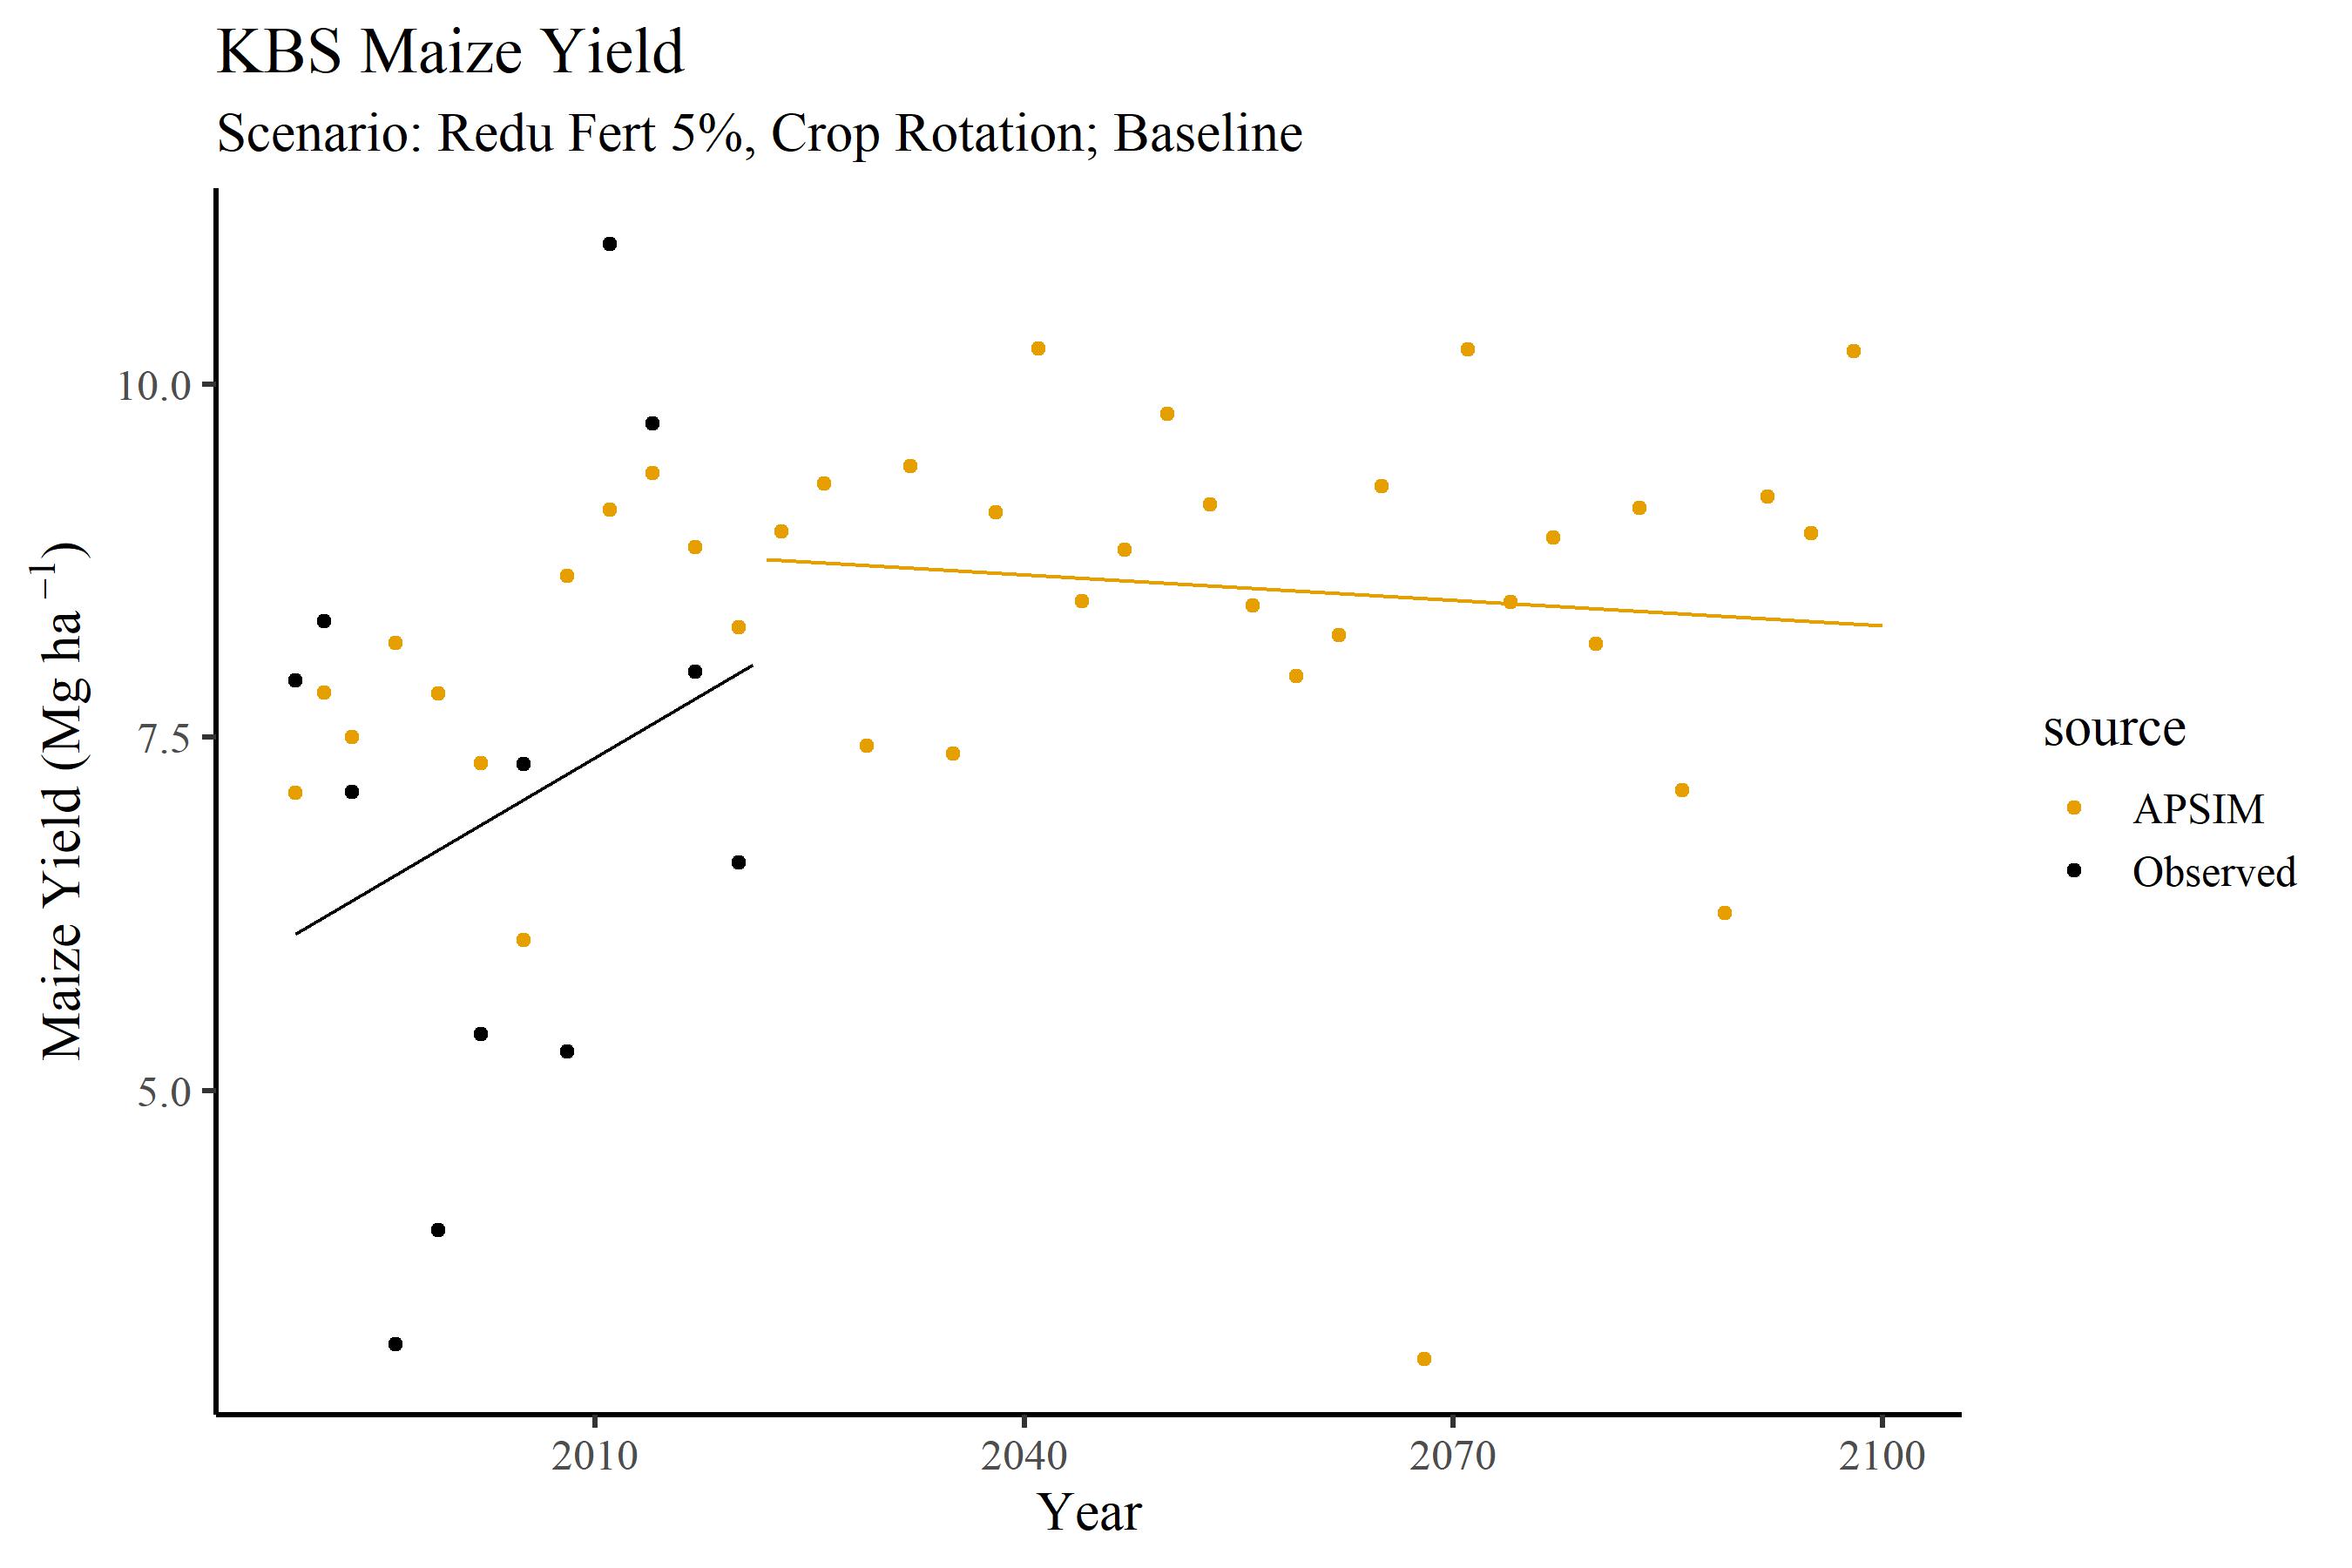 KBS Maize Yield
Scenario: Redu Fert 5%, Crop Rotation; Baseline
Maize Yield (Mg ha −1)
10.0
7.5
5.0
2010
2040
2070
2100
Year
source
APSIM
Observed